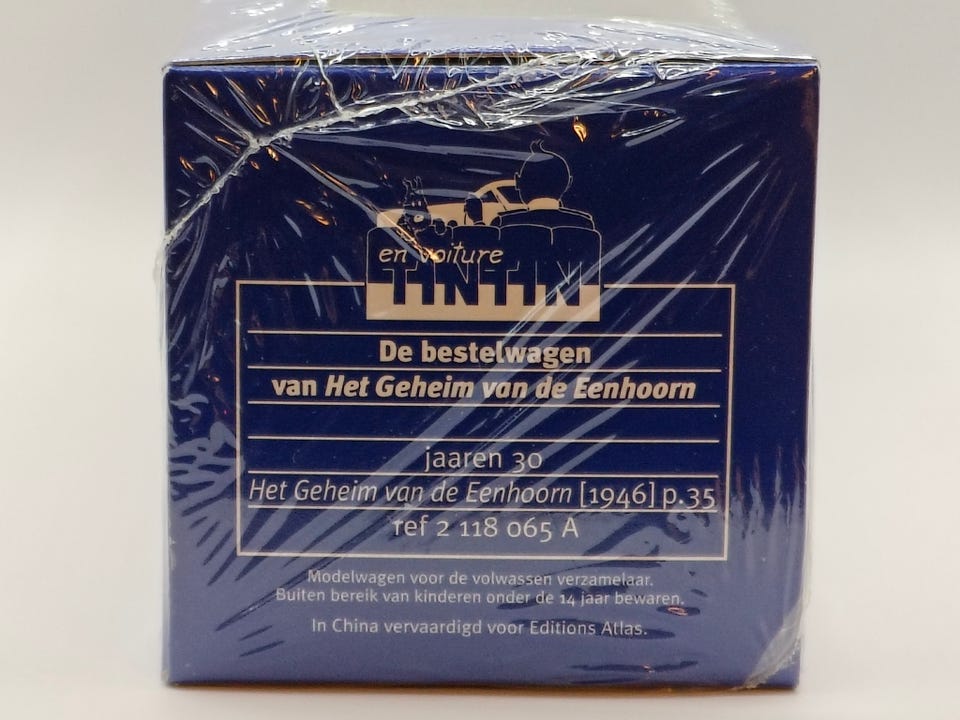 en voiture
TINTIN
De bestelwagen
van Het Geheim van de Eenhoorn
jaaren 30
Het Geheim van de Eenhoorn [1946] p.35
ref 2 118 065 A
Modelwagen voor de volwassen verzamelaar.
Buiten bereik van kinderen onder de 14 jaar bewaren.
In China vervaardigd voor Editions Atlas.